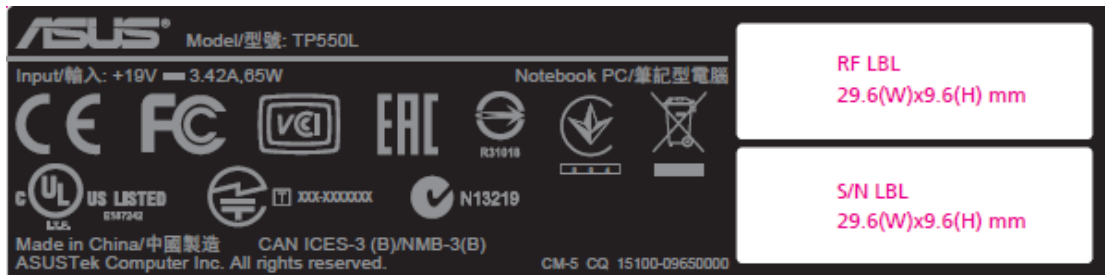 ASUS® Model/型號: TP550L
Input/輸入: +19V 3.42A,65W Notebook PC/筆記型電腦
RF LBL
29.6(W)x9.6(H) mm
CE FC VCI EAC
R31018
C UL US LISTED
E187242
I.T.E.
T XXX-XXXXXXX
N13219
S/N LBL
29.6(W)x9.6(H) mm
Made in China/中國製造 CAN ICES-3 (B)/NMB-3(B)
ASUSTek Computer Inc. All rights reserved. CM-5 CQ 15100-09650000